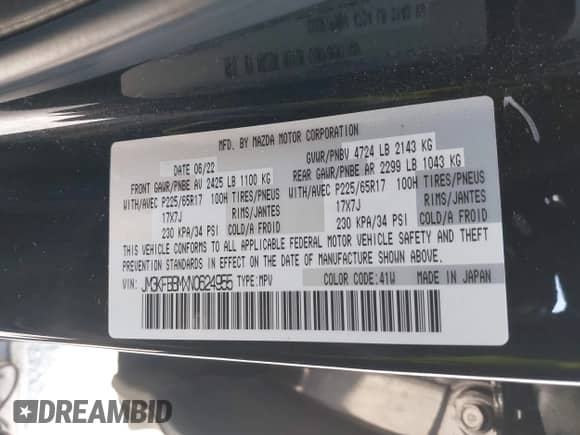 MFD. BY MAZDA MOTOR CORPORATION
DATE 06/22
GVWR/PNBV 4724 LB 2143 KG
FRONT GAWR/PNBE AV 2425 LB 1100 KG
REAR GAWR/PNBE AR 2299 LB 1043 KG
WITH/AVEC P225/65R17 100H TIRES/PNEUS
WITH/AVEC P225/65R17 100H TIRES/PNEUS
17X7J RIMS/JANTES
17X7J RIMS/JANTES
230 KPA/34 PSI COLD/A FROID
230 KPA/34 PSI COLD/A FROID
THIS VEHICLE CONFORMS TO ALL APPLICABLE FEDERAL MOTOR VEHICLE SAFETY AND THEFT
PREVENTION STANDARDS IN EFFECT ON THE DATE OF MANUFACTURE SHOWN ABOVE.
VIN: JM3KFBBMXN0624955 TYPE:MPV COLOR CODE:41W MADE IN JAPAN
DREAMBID